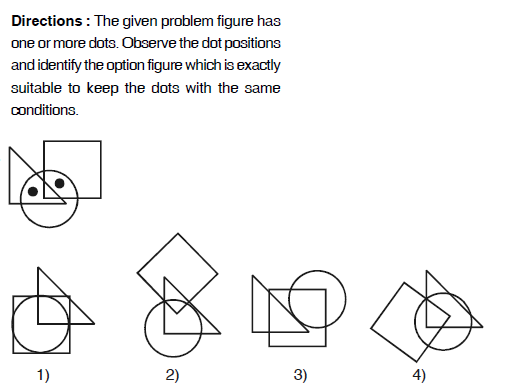 Directions : The given problem figure has
one or more dots. Observe the dot positions
and identify the option figure which is exactly
suitable to keep the dots with the same
conditions.
1) 2) 3) 4)